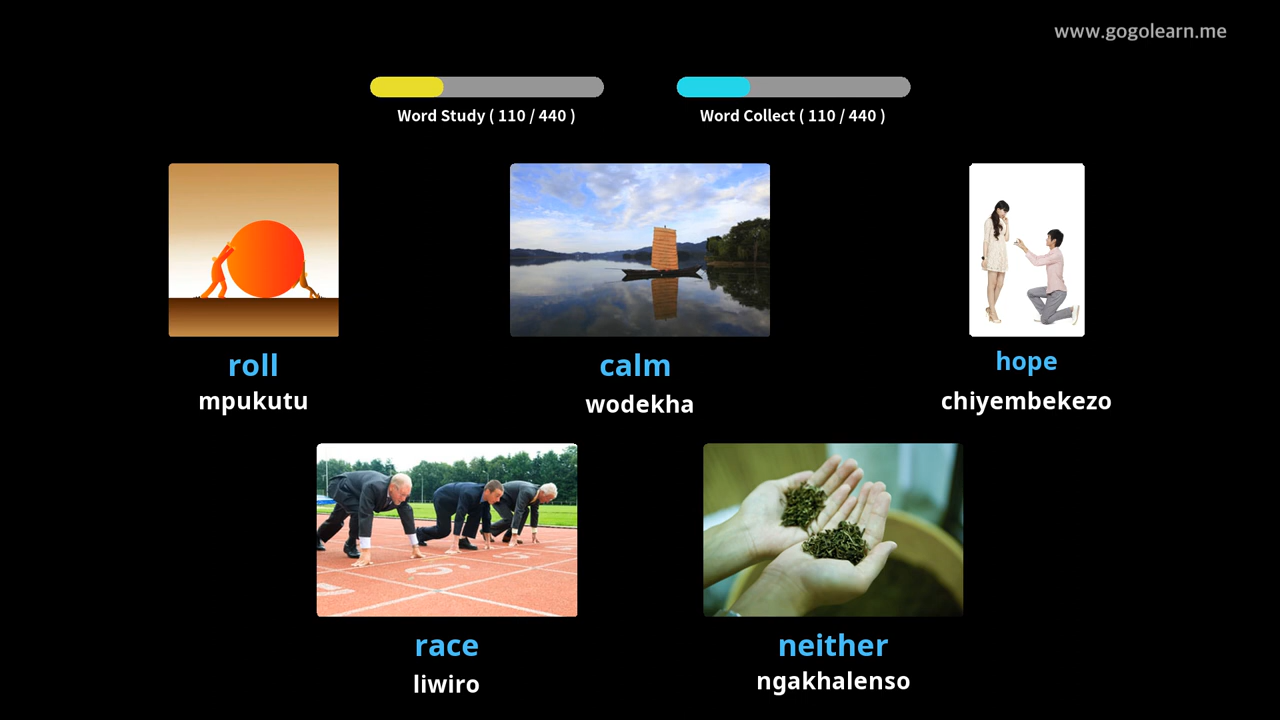 www.gogolearn.me
Word Study ( 110 / 440 )
Word Collect ( 110 / 440 )
roll
mpukutu
calm
wodekha
hope
chiyembekezo
race
liwiro
neither
ngakhalenso